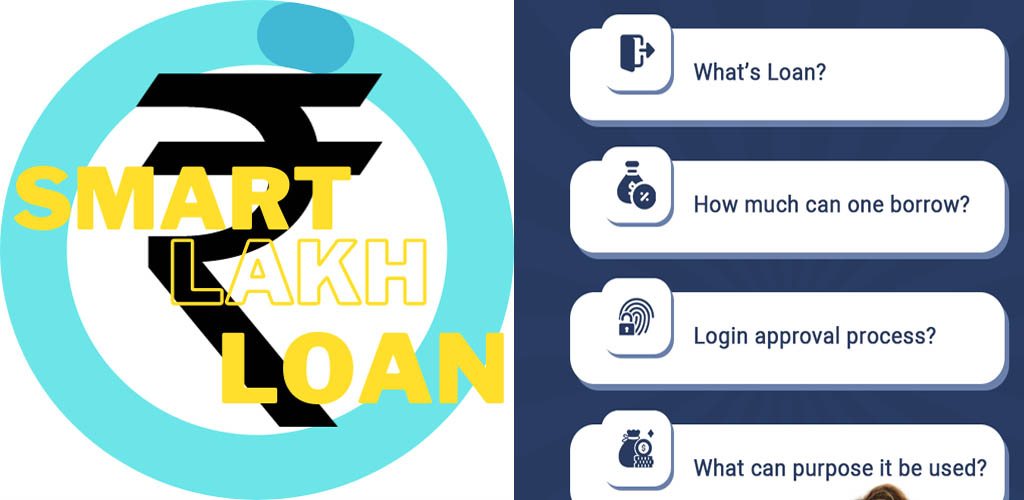 SMART
LAKH
LOAN
What's Loan?
How much can one borrow?
Login approval process?
What can purpose it be used?